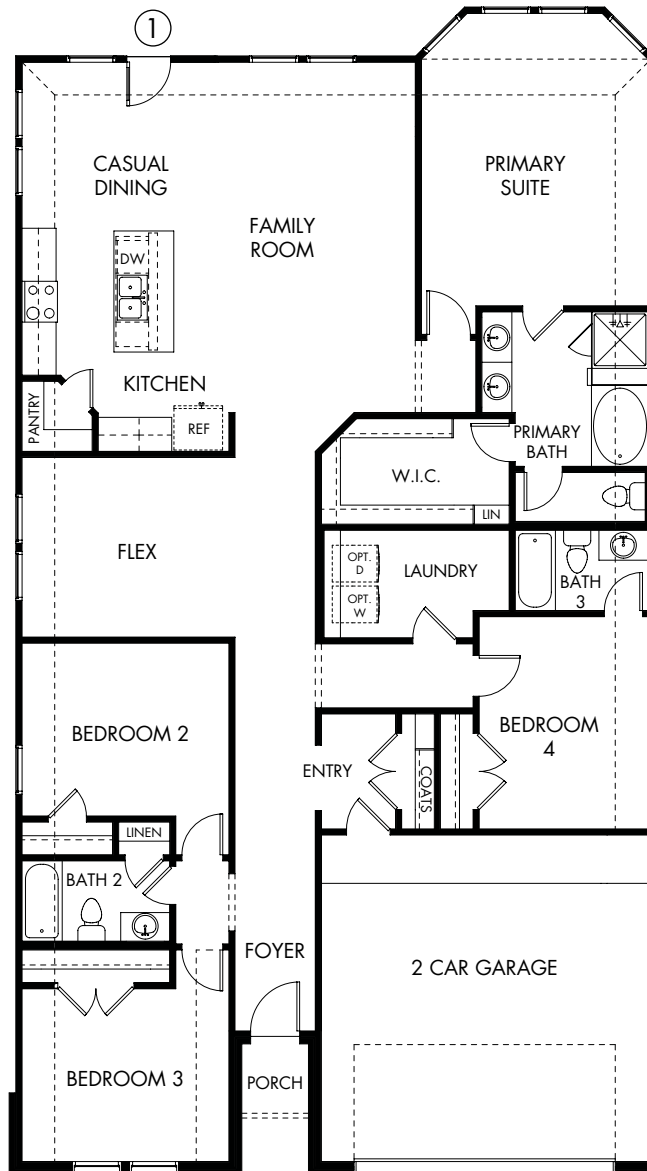 1
CASUAL
DINING
PRIMARY
SUITE
FAMILY
ROOM
DW
KITCHEN
PANTRY
REF
PRIMARY
BATH
W.I.C.
LIN
FLEX
OPT.
D
OPT.
W
LAUNDRY
BATH
3
BEDROOM 2
BEDROOM
4
ENTRY
COATS
LINEN
BATH 2
FOYER
2 CAR GARAGE
BEDROOM 3
PORCH